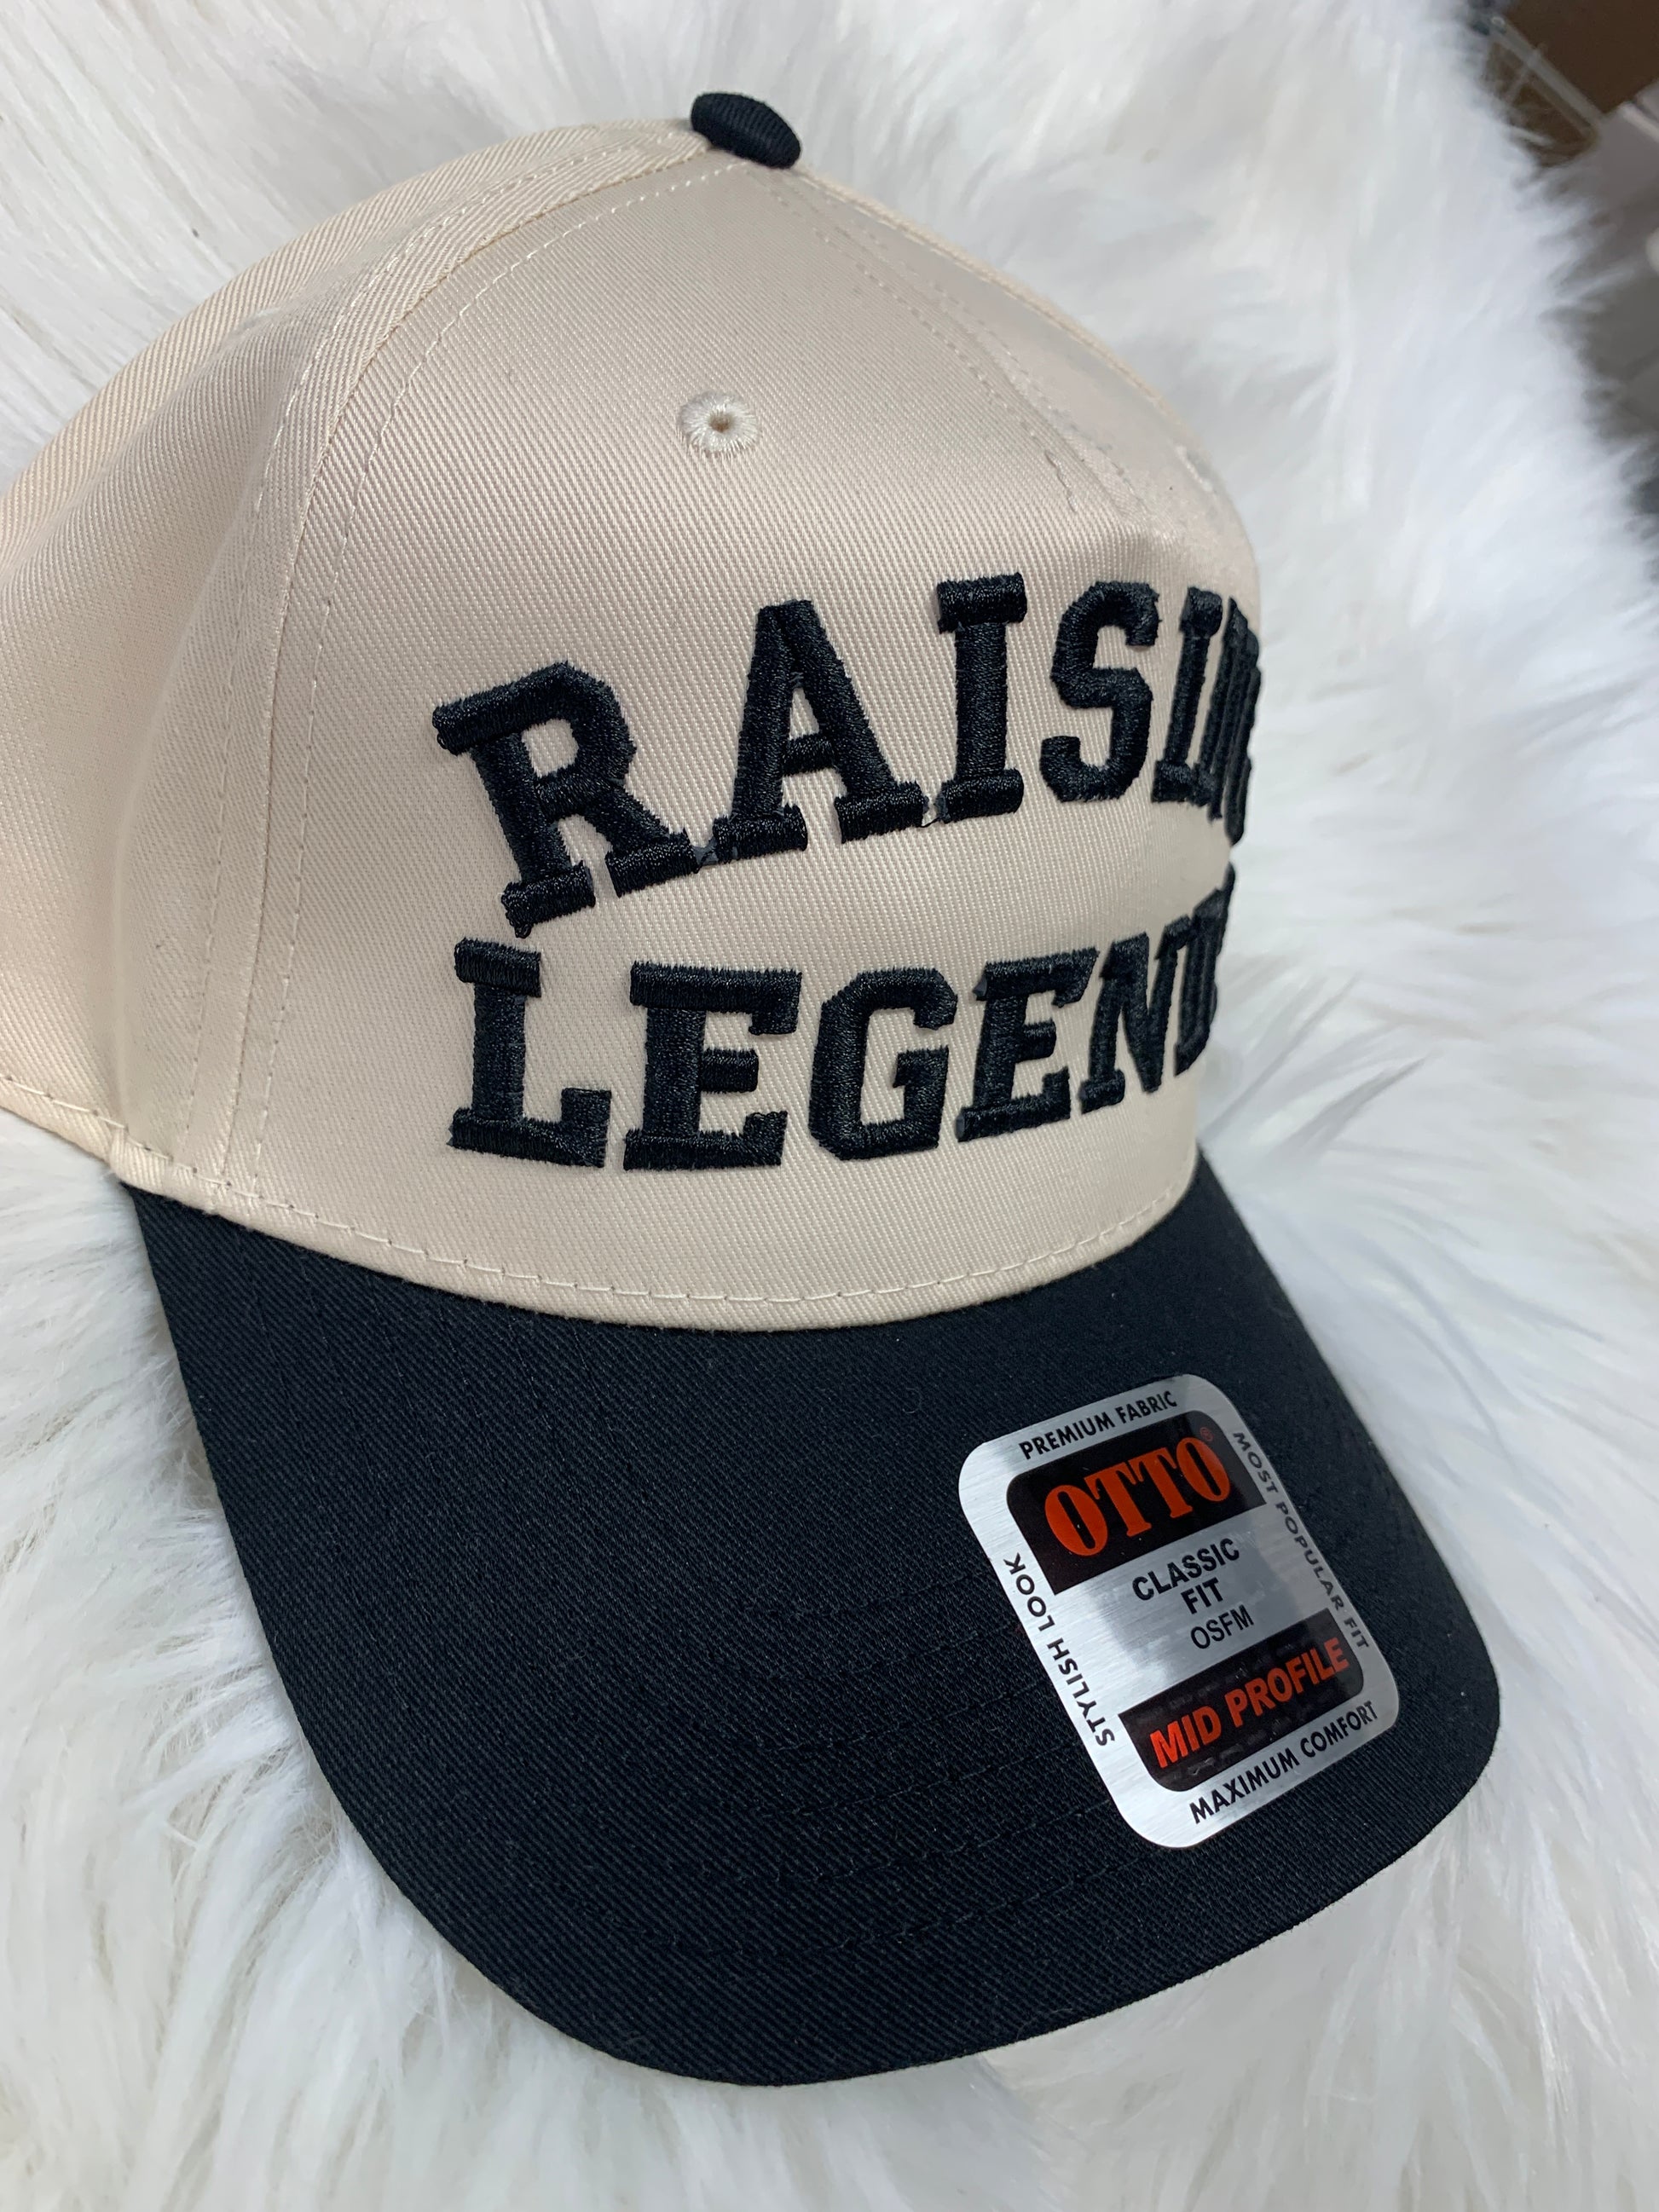 RAISIN
LEGEND
PREMIUM FABRIC
OTTO®
CLASSIC
FIT
OSFM
MID PROFILE
MAXIMUM COMFORT
STYLISH LOOK
MOST POPULAR FIT